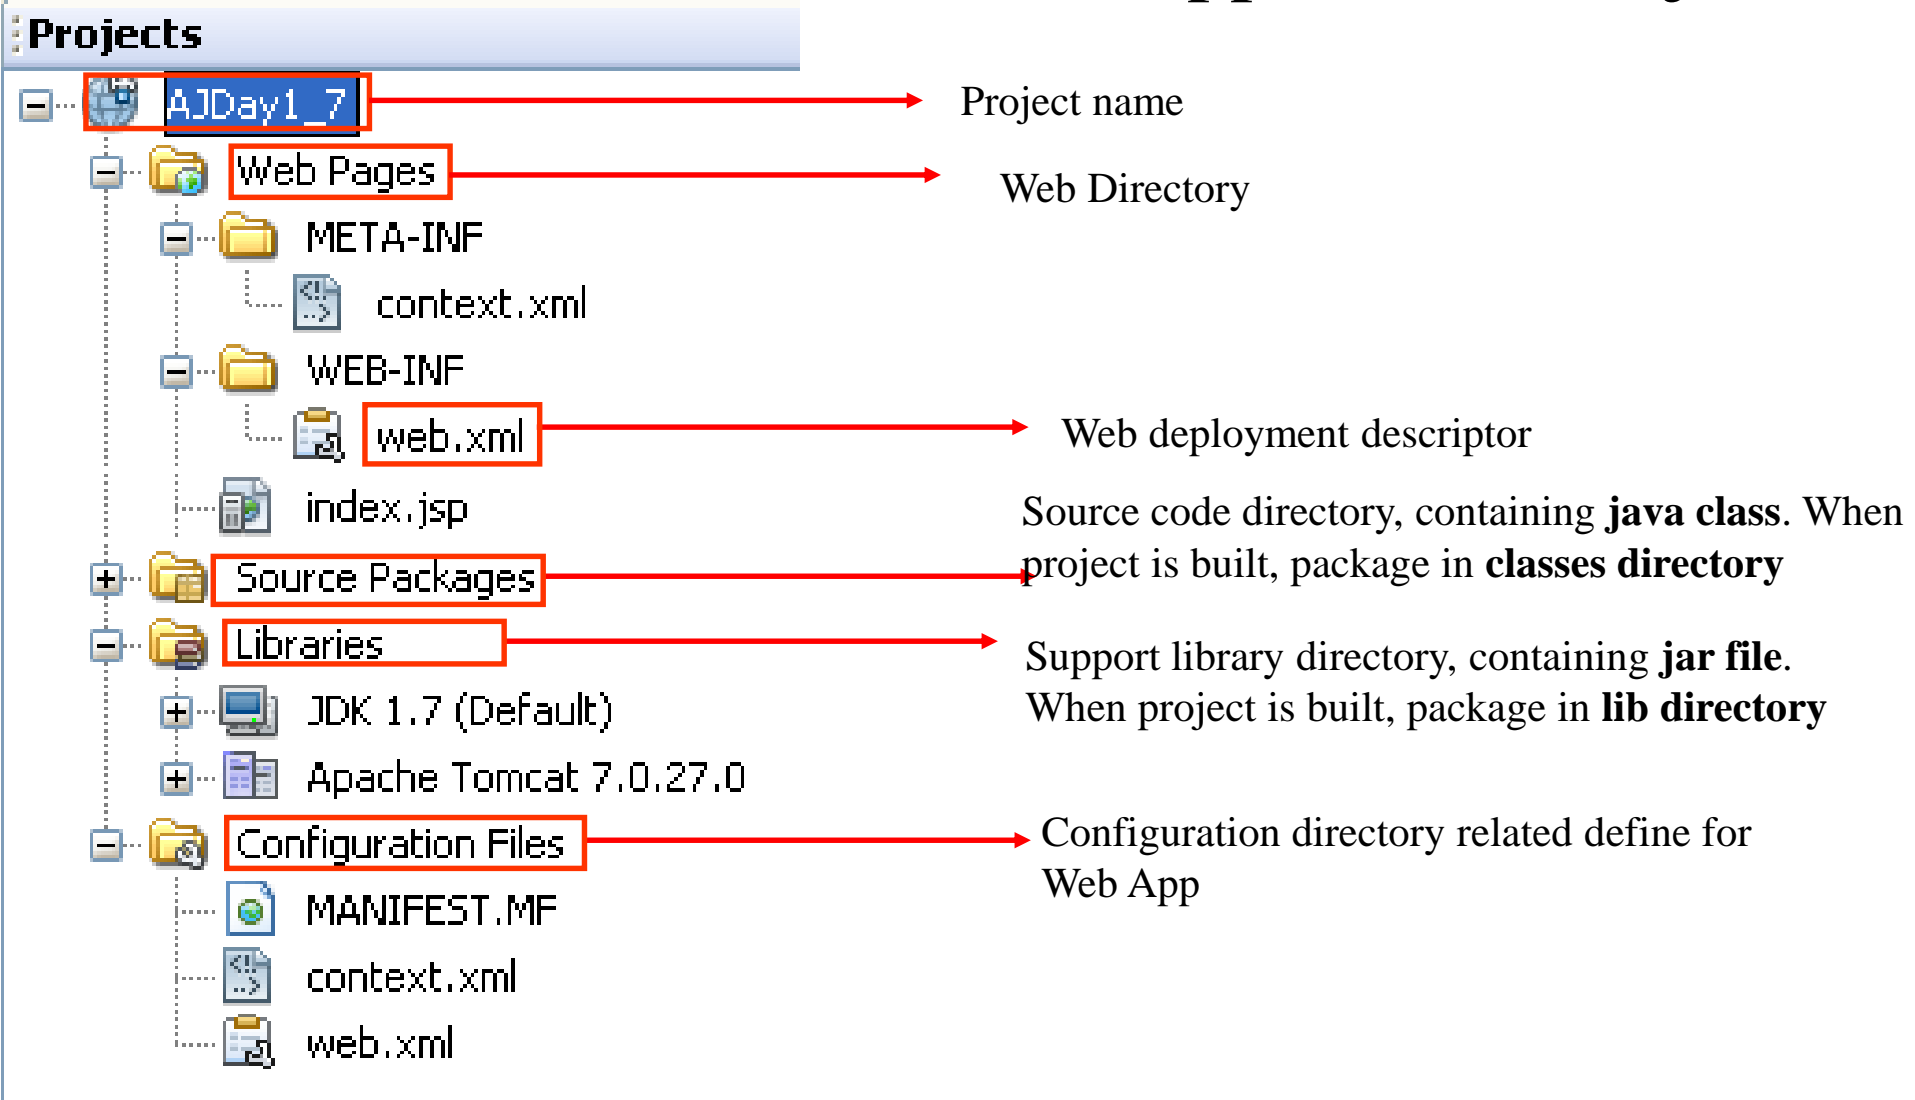 Projects
AJDay1_7
Project name
Web Pages
Web Directory
META-INF
context.xml
WEB-INF
web.xml
Web deployment descriptor
index.jsp
Source code directory, containing java class. When
project is built, package in classes directory
Source Packages
Libraries
Support library directory, containing jar file.
When project is built, package in lib directory
JDK 1.7 (Default)
Apache Tomcat 7.0.27.0
Configuration Files
Configuration directory related define for
Web App
MANIFEST.MF
context.xml
web.xml